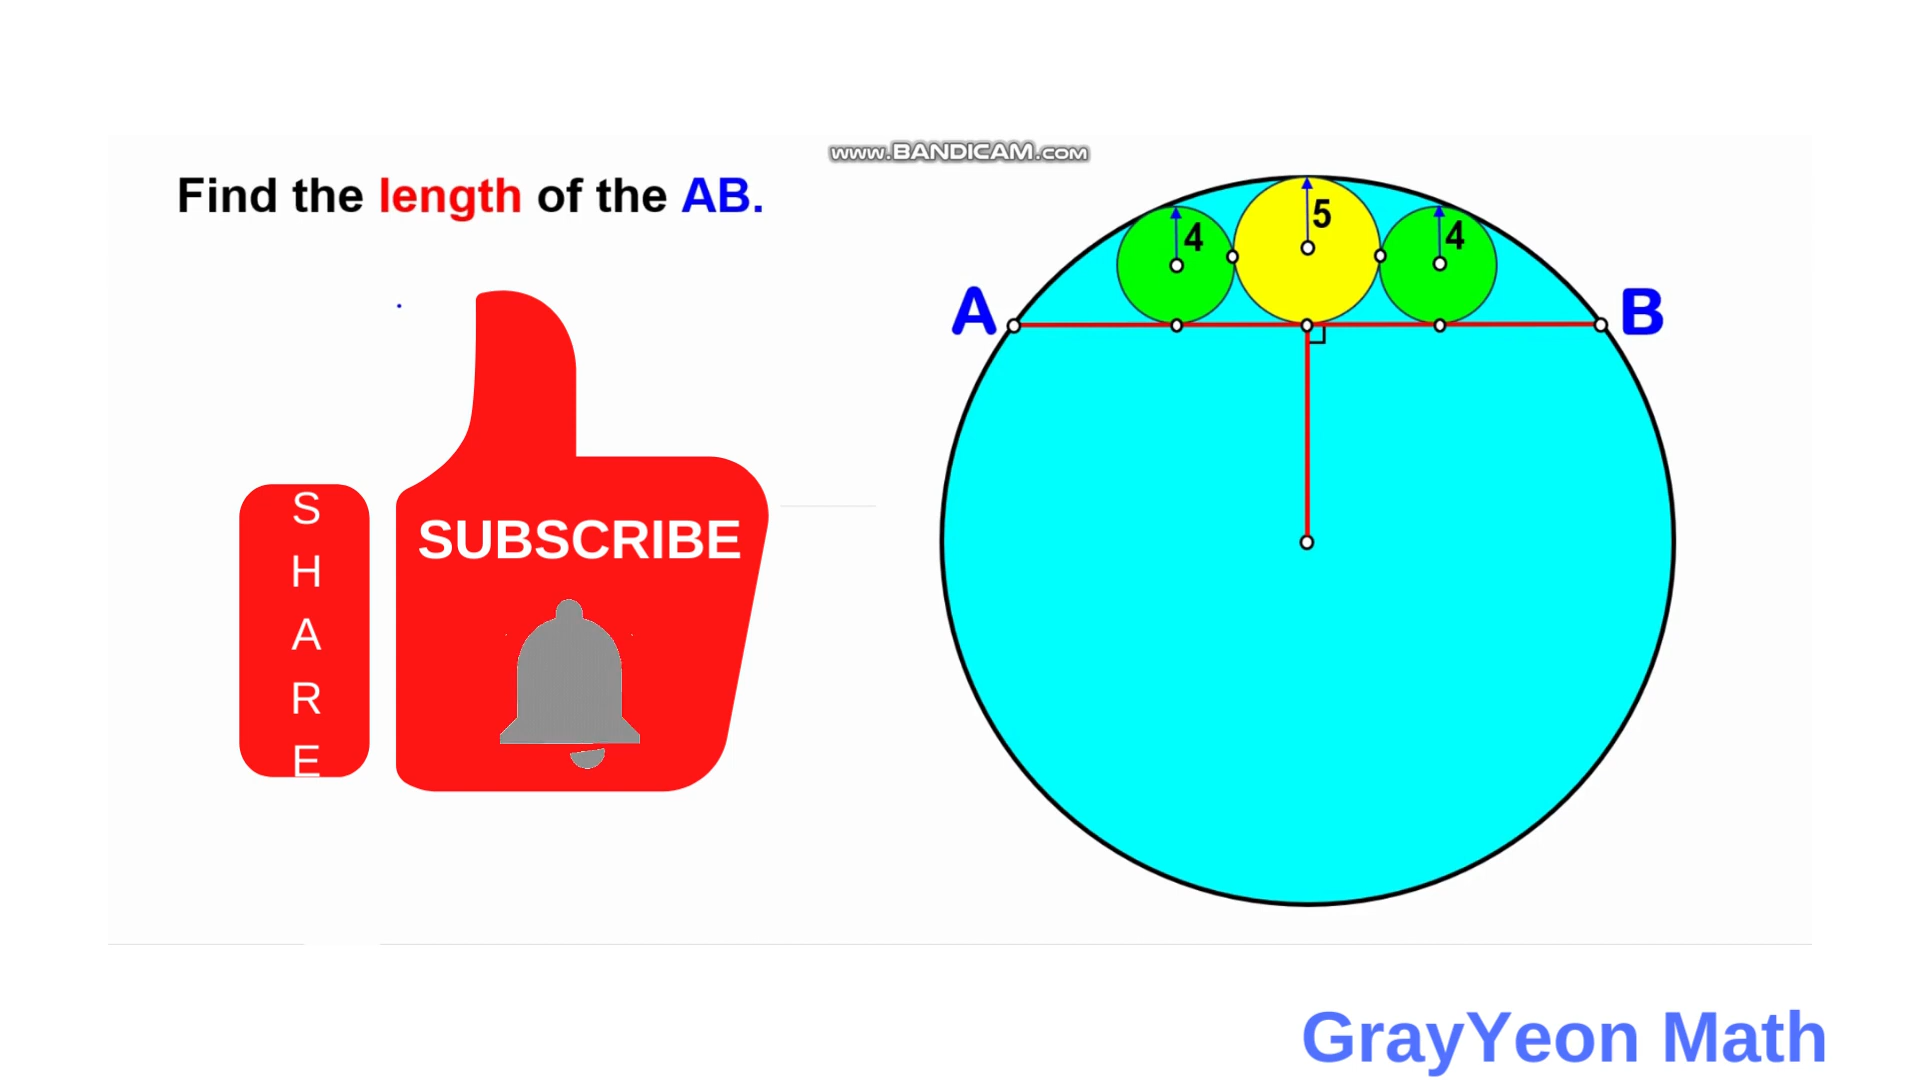 www.BANDICAM.com
Find the length of the AB.
5
4
4
A
B
S
H
A
R
E
SUBSCRIBE
GrayYeon Math